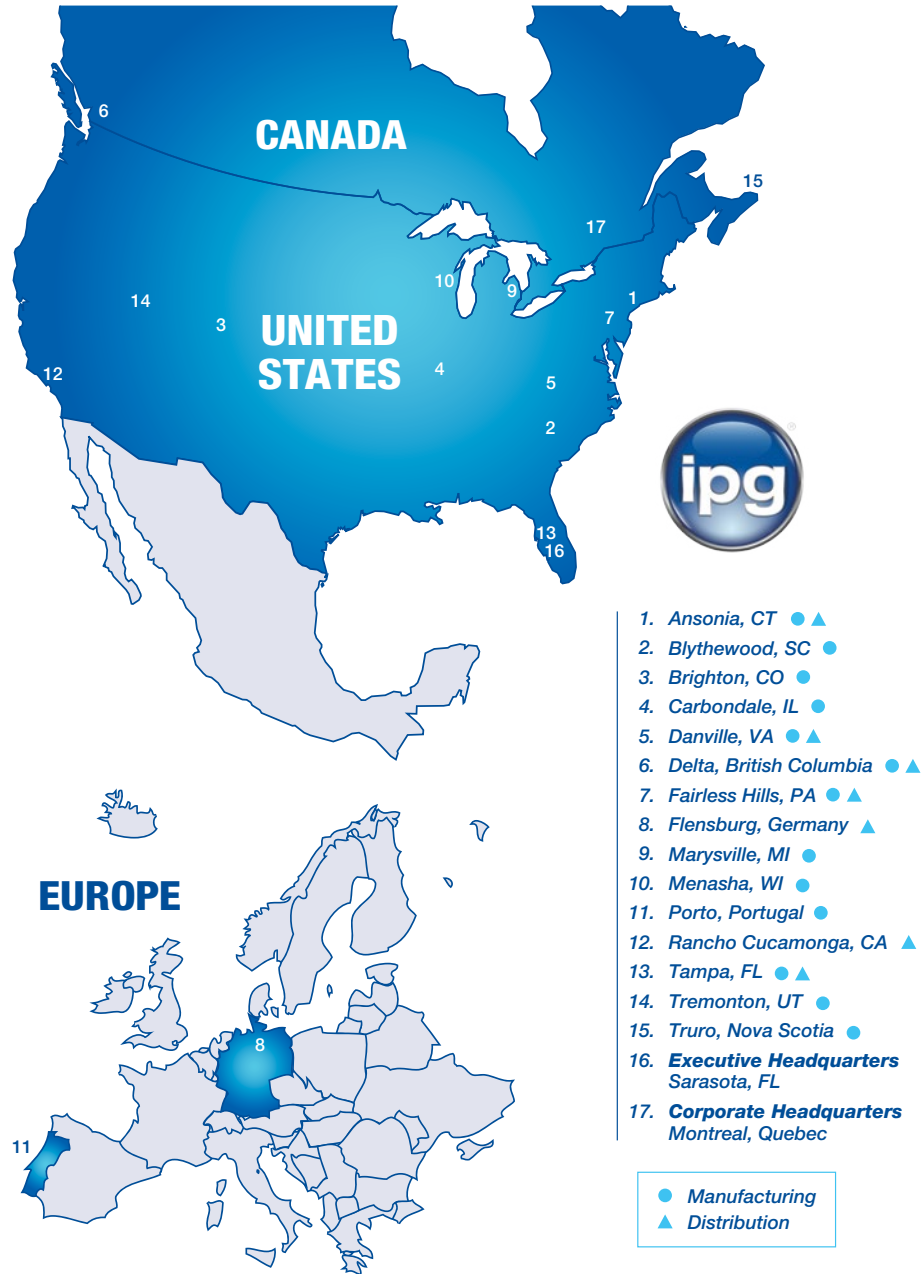 6
CANADA
15
17
10
9
14
1
3
7
UNITED
STATES
4
12
5
2
ipg
®
13
16
1. Ansonia, CT ● ▲
2. Blythewood, SC ●
3. Brighton, CO ●
4. Carbondale, IL ●
5. Danville, VA ● ▲
6. Delta, British Columbia ● ▲
7. Fairless Hills, PA ● ▲
8. Flensburg, Germany ▲
9. Marysville, MI ●
10. Menasha, WI ●
11. Porto, Portugal ●
12. Rancho Cucamonga, CA ▲
13. Tampa, FL ● ▲
14. Tremonton, UT ●
15. Truro, Nova Scotia ●
16. Executive Headquarters
Sarasota, FL
17. Corporate Headquarters
Montreal, Quebec
● Manufacturing
▲ Distribution
EUROPE
8
11